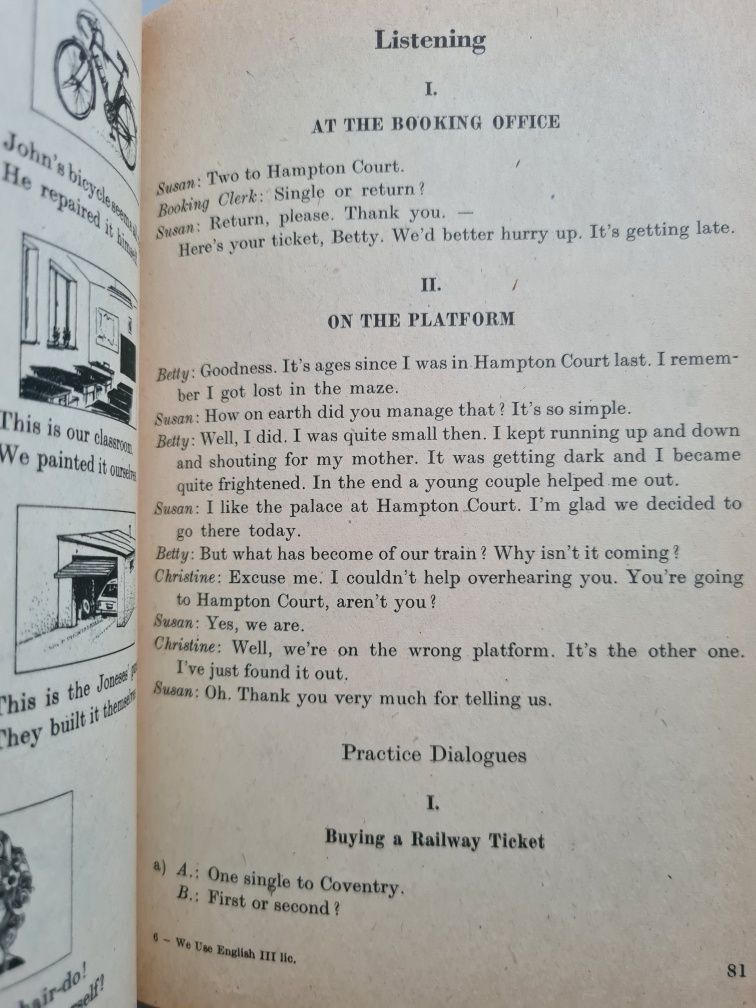 John's bicycle
He repaired it himself
This is our classroom
We painted it ourselves
This is the Joneses'
They built it themselves
hair-do!
Listening
I.
AT THE BOOKING OFFICE
Susan: Two to Hampton Court.
Booking Clerk: Single or return?
Susan: Return, please. Thank you. —
Here's your ticket, Betty. We'd better hurry up. It's getting late.
II.
ON THE PLATFORM
Betty: Goodness. It's ages since I was in Hampton Court last. I remem-
ber I got lost in the maze.
Susan: How on earth did you manage that? It's so simple.
Betty: Well, I did. I was quite small then. I kept running up and down
and shouting for my mother. It was getting dark and I became
quite frightened. In the end a young couple helped me out.
Susan: I like the palace at Hampton Court. I'm glad we decided to
go there today.
Betty: But what has become of our train? Why isn't it coming?
Christine: Excuse me. I couldn't help overhearing you. You're going
to Hampton Court, aren't you?
Susan: Yes, we are.
Christine: Well, we're on the wrong platform. It's the other one.
I've just found it out.
Susan: Oh. Thank you very much for telling us.
Practice Dialogues
I.
Buying a Railway Ticket
a) A.: One single to Coventry.
B.: First or second?
6 – We Use English III lic.
81